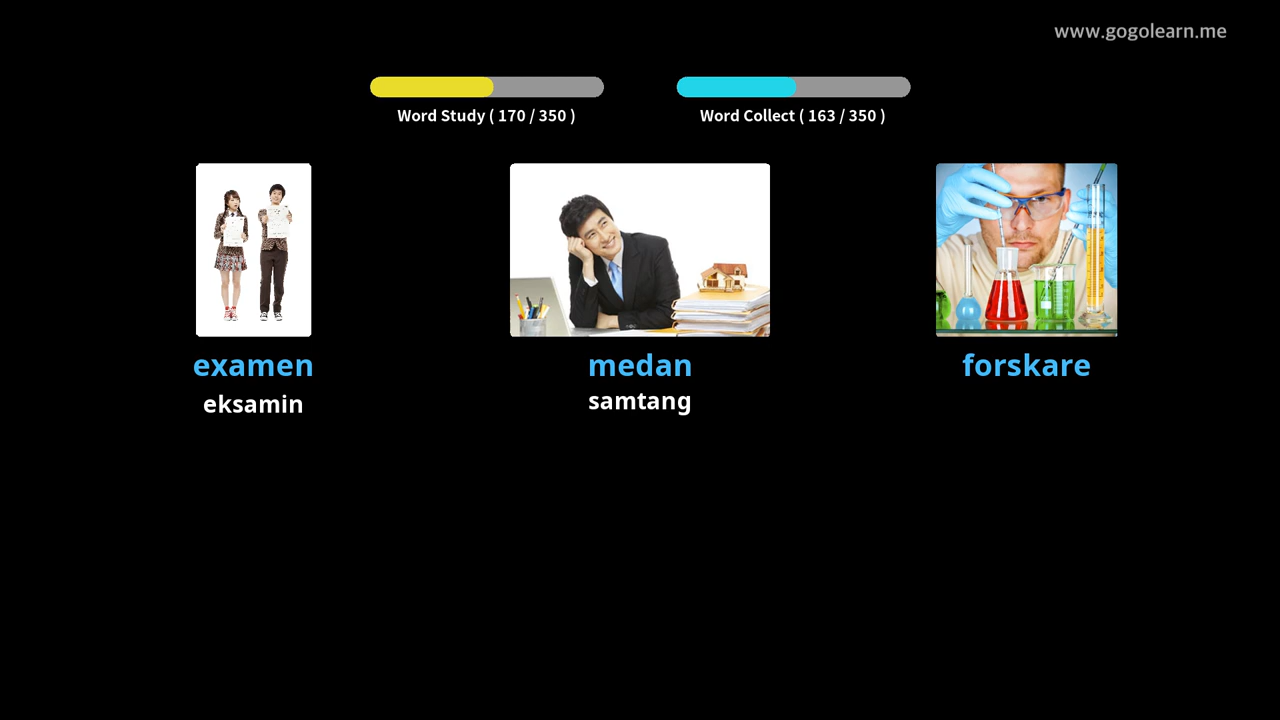 www.gogolearn.me
Word Study ( 170 / 350 )
Word Collect ( 163 / 350 )
examen
medan
forskare
eksamin
samtang